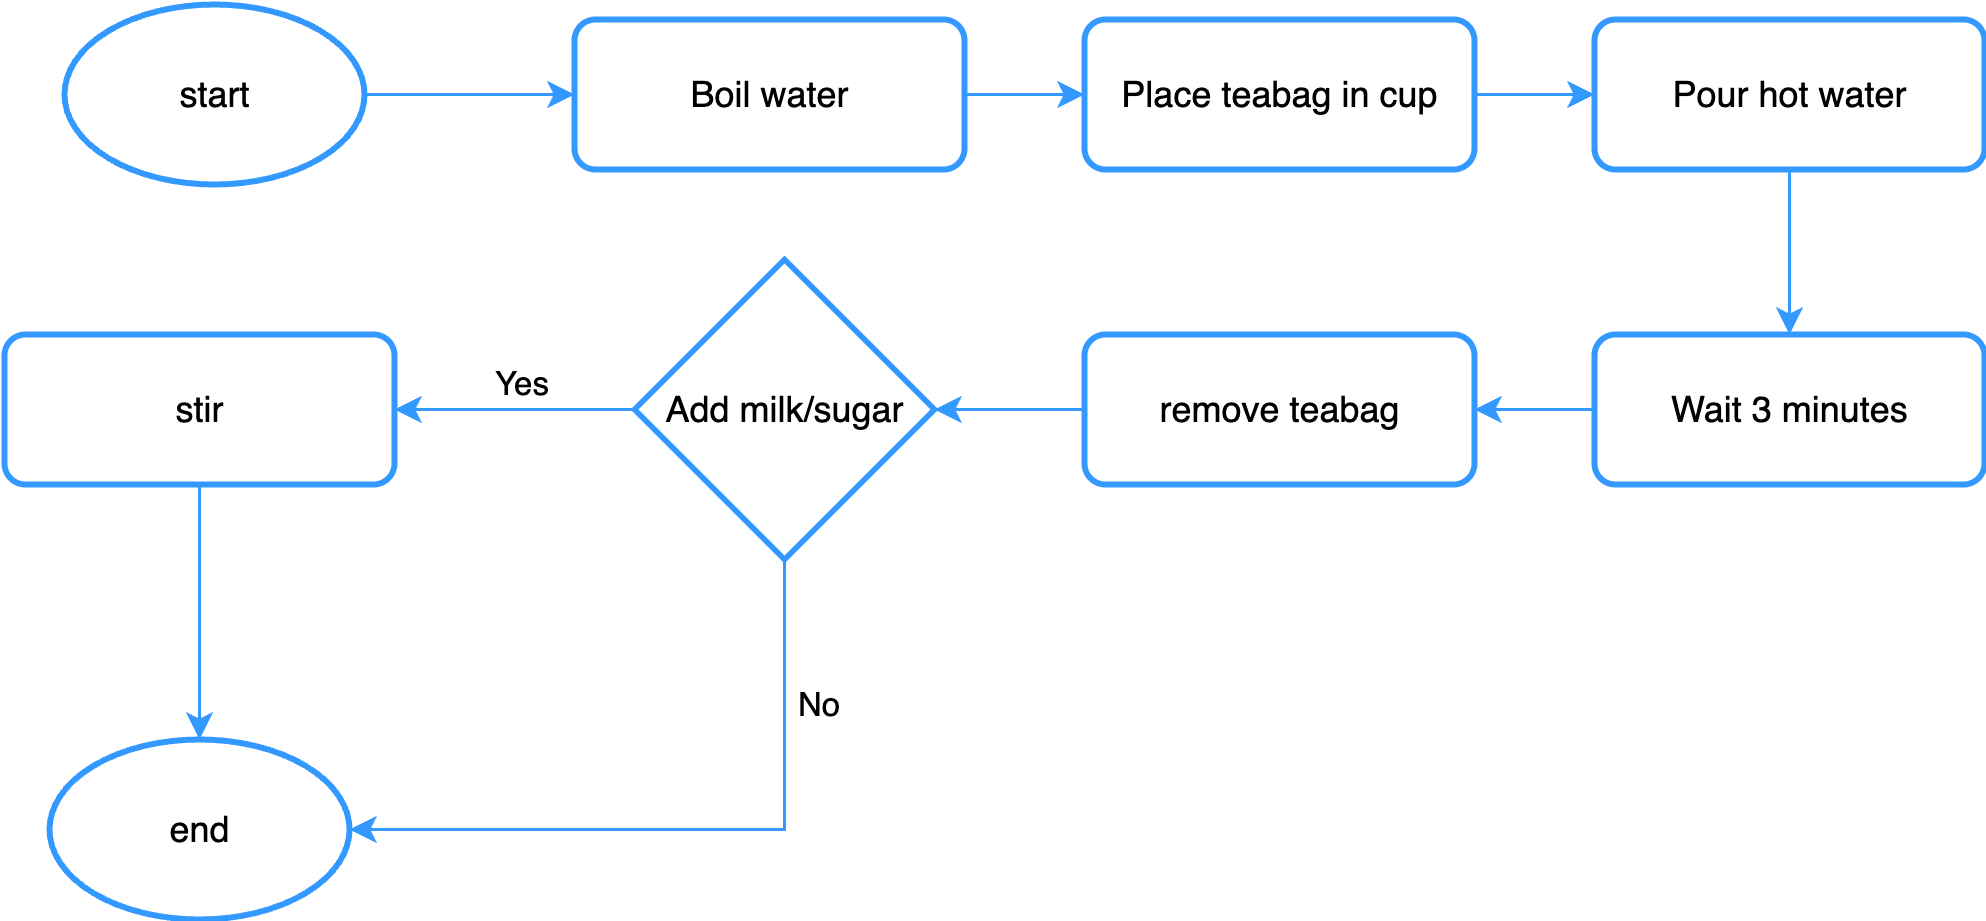 start
Boil water
Place teabag in cup
Pour hot water
Wait 3 minutes
remove teabag
Add milk/sugar
Yes
stir
No
end